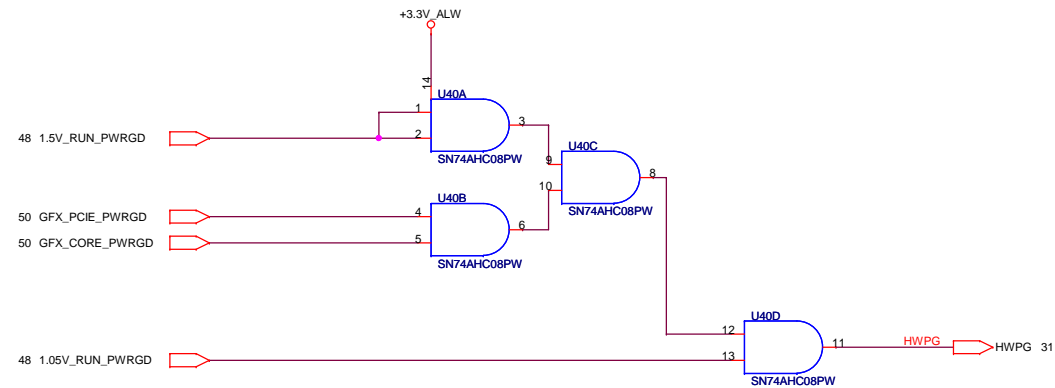 +3.3V_ALW
14
U40A
1
2
3
SN74AHC08PW
48 1.5V_RUN_PWRGD
U40C
9
10
8
SN74AHC08PW
U40B
50 GFX_PCIE_PWRGD
4
50 GFX_CORE_PWRGD
5
6
SN74AHC08PW
U40D
12
13
11
HWPG
HWPG 31
48 1.05V_RUN_PWRGD
SN74AHC08PW